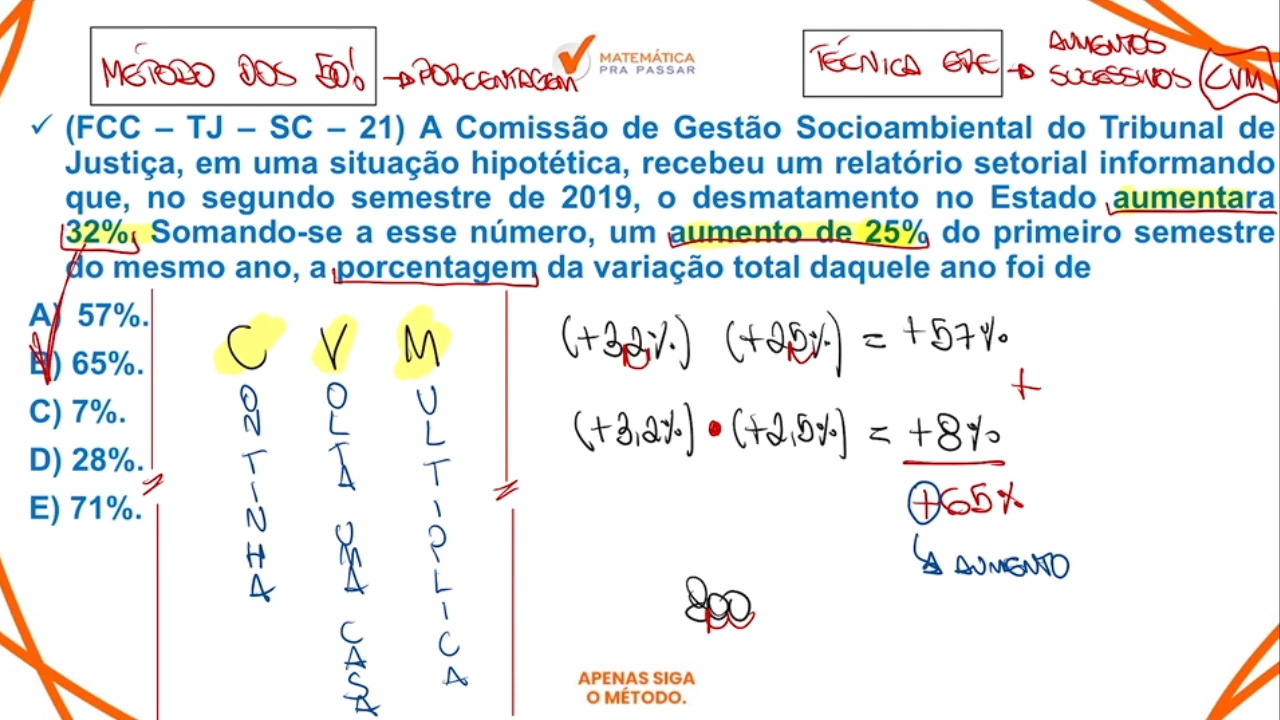 MÉTODO DOS 50! → PORCENTAGEM
MATEMÁTICA
PRA PASSAR
TÉCNICA → AUMENTOS
SUCESSIVOS CVM
✓ (FCC – TJ – SC – 21) A Comissão de Gestão Socioambiental do Tribunal de
Justiça, em uma situação hipotética, recebeu um relatório setorial informando
que, no segundo semestre de 2019, o desmatamento no Estado aumentara
32%. Somando-se a esse número, um aumento de 25% do primeiro semestre
do mesmo ano, a porcentagem da variação total daquele ano foi de
A) 57%.
B) 65%.
C) 7%.
D) 28%.
E) 71%.
CONTINHA
VOLTA UMA CASA
MULTIPLICA
(+32%) (+25%) = +57%
+
(+3,2%) • (+2,5%) = +8%
+65%
AUMENTO
800
APENAS SIGA
O MÉTODO.